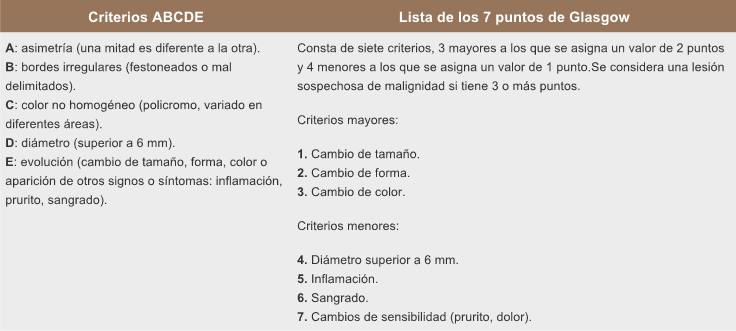 Criterios ABCDE
A: asimetría (una mitad es diferente a la otra).
B: bordes irregulares (festoneados o mal
delimitados).
C: color no homogéneo (policromo, variado en
diferentes áreas).
D: diámetro (superior a 6 mm).
E: evolución (cambio de tamaño, forma, color o
aparición de otros signos o síntomas: inflamación,
prurito, sangrado).
Lista de los 7 puntos de Glasgow
Consta de siete criterios, 3 mayores a los que se asigna un valor de 2 puntos
y 4 menores a los que se asigna un valor de 1 punto.Se considera una lesión
sospechosa de malignidad si tiene 3 o más puntos.
Criterios mayores:
1. Cambio de tamaño.
2. Cambio de forma.
3. Cambio de color.
Criterios menores:
4. Diámetro superior a 6 mm.
5. Inflamación.
6. Sangrado.
7. Cambios de sensibilidad (prurito, dolor).